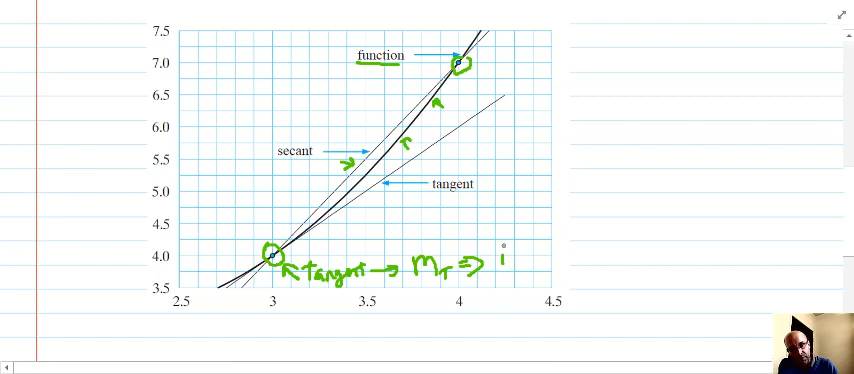 7.5
function
7.0
6.5
6.0
secant
5.5
5.0
tangent
4.5
4.0
tangent → m_T ⇒ i
3.5
2.5 3 3.5 4 4.5